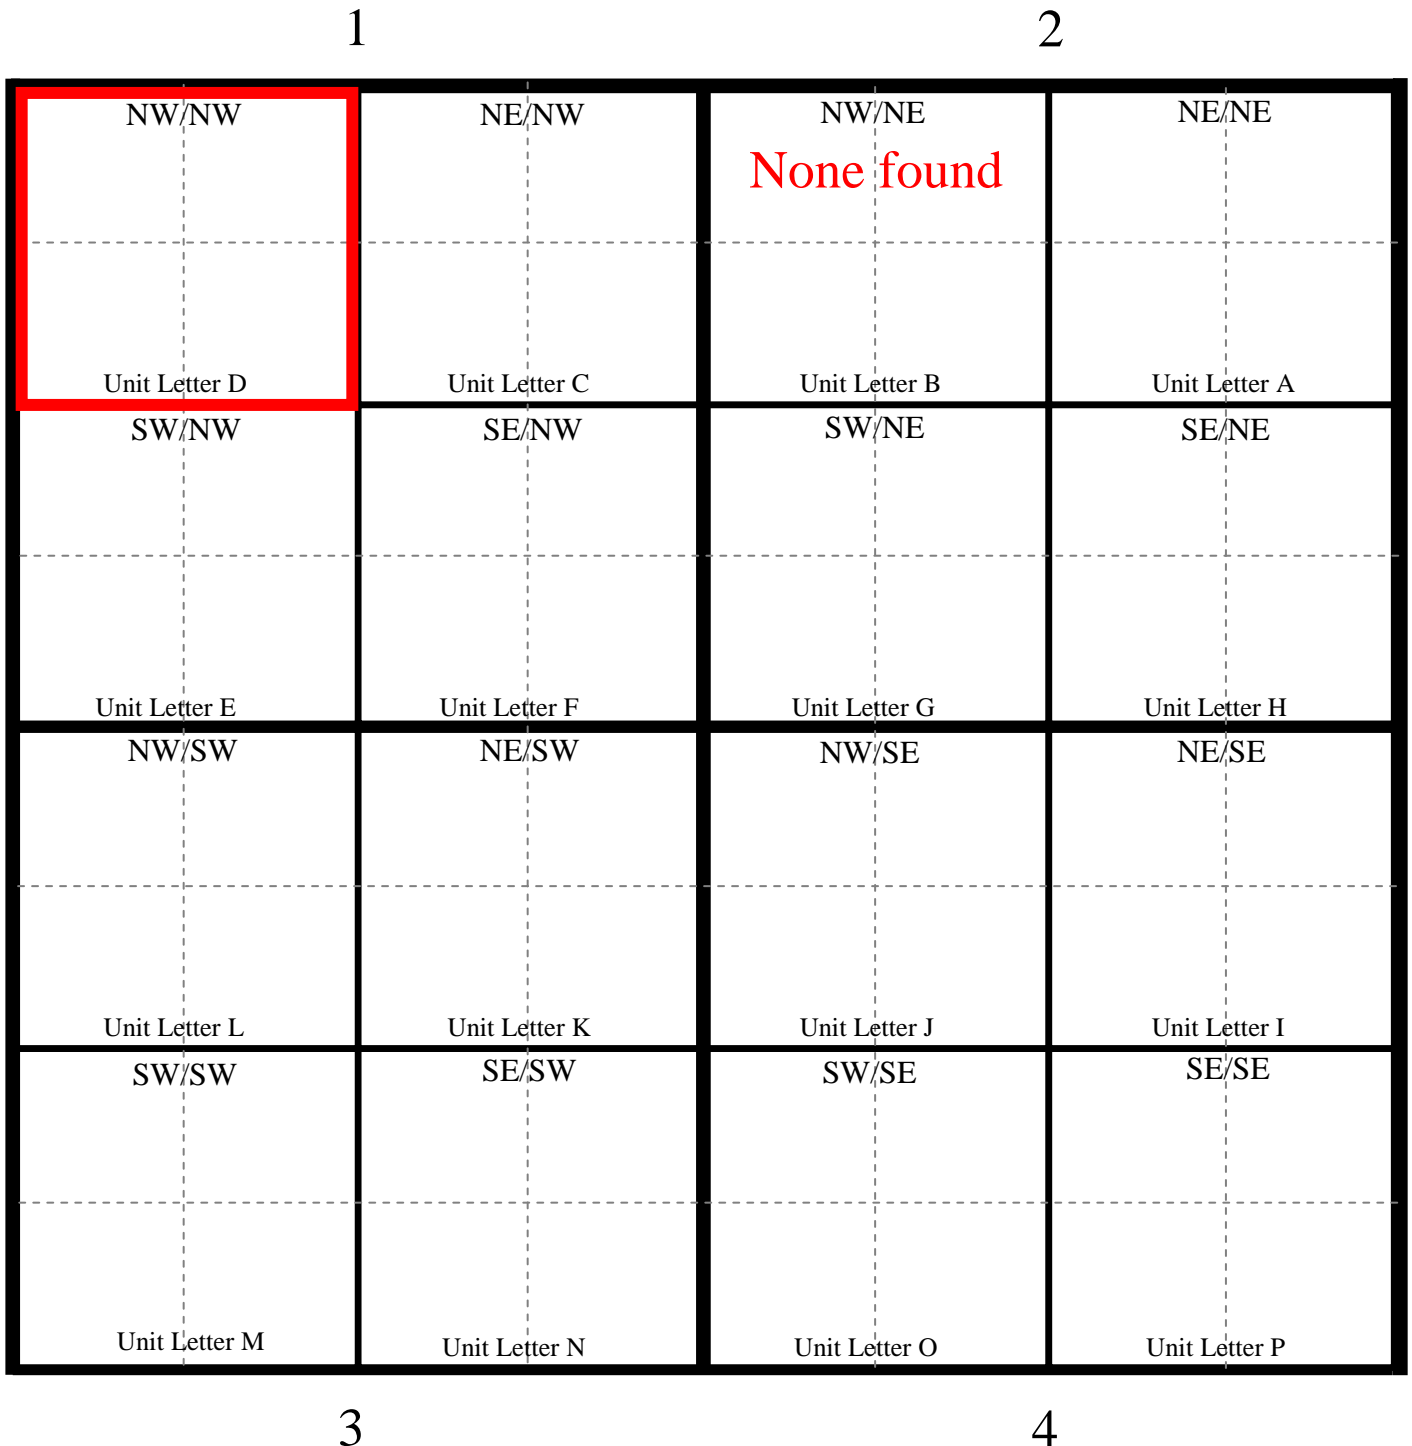 1 2
NW/NW NE/NW NW/NE NE/NE
None found
Unit Letter D Unit Letter C Unit Letter B Unit Letter A
SW/NW SE/NW SW/NE SE/NE
Unit Letter E Unit Letter F Unit Letter G Unit Letter H
NW/SW NE/SW NW/SE NE/SE
Unit Letter L Unit Letter K Unit Letter J Unit Letter I
SW/SW SE/SW SW/SE SE/SE
Unit Letter M Unit Letter N Unit Letter O Unit Letter P
3 4